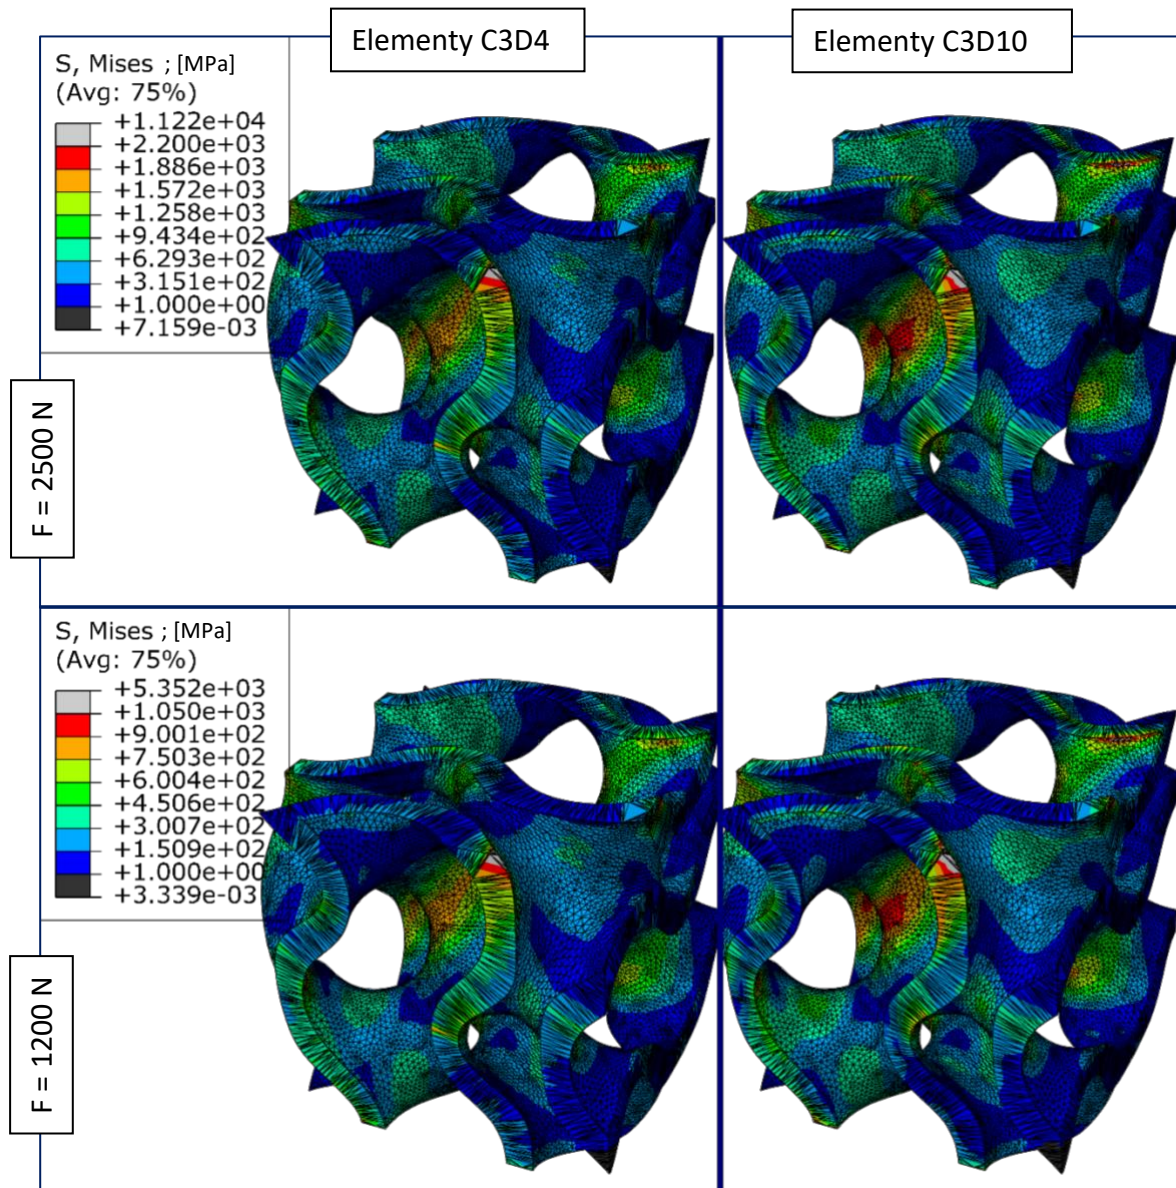 Elementy C3D4
Elementy C3D10
S, Mises ; [MPa]
(Avg: 75%)
+1.122e+04
+2.200e+03
+1.886e+03
+1.572e+03
+1.258e+03
+9.434e+02
+6.293e+02
+3.151e+02
+1.000e+00
+7.159e-03
F = 2500 N
S, Mises ; [MPa]
(Avg: 75%)
+5.352e+03
+1.050e+03
+9.001e+02
+7.503e+02
+6.004e+02
+4.506e+02
+3.007e+02
+1.509e+02
+1.000e+00
+3.339e-03
F = 1200 N